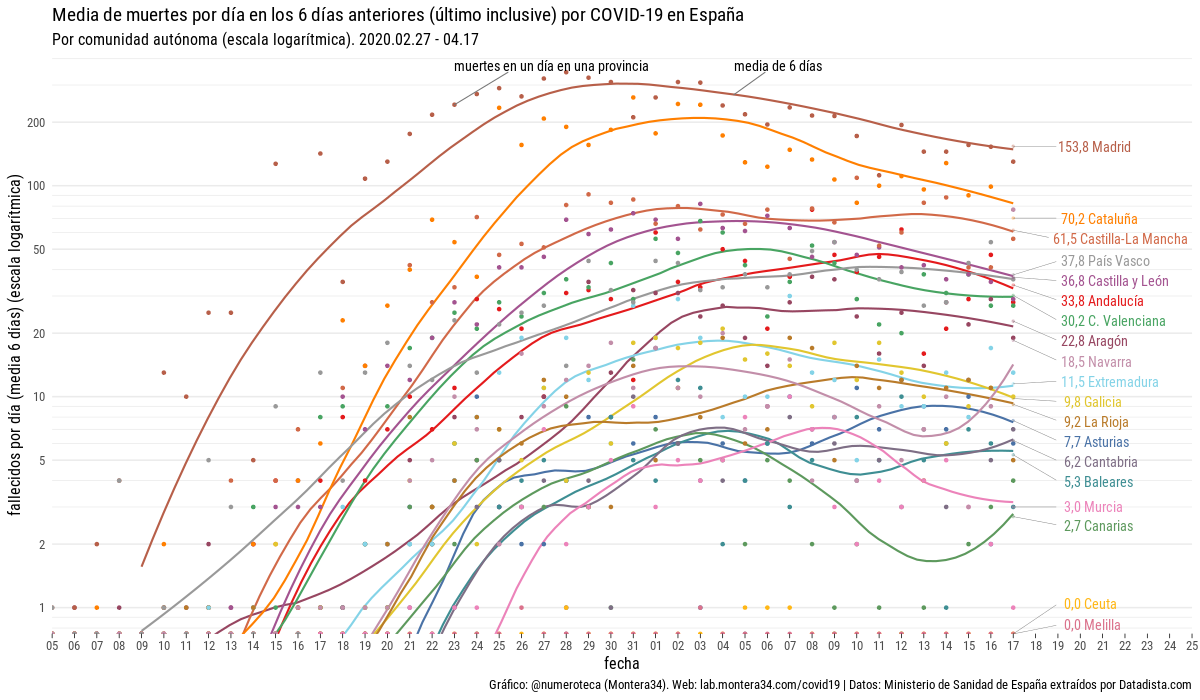 Media de muertes por día en los 6 días anteriores (último inclusive) por COVID-19 en España
Por comunidad autónoma (escala logarítmica). 2020.02.27 - 04.17
muertes en un día en una provincia
media de 6 días
fallecidos por día (media 6 días) (escala logarítmica)
200
100
50
20
10
5
2
1
153,8 Madrid
70,2 Cataluña
61,5 Castilla-La Mancha
37,8 País Vasco
36,8 Castilla y León
33,8 Andalucía
30,2 C. Valenciana
22,8 Aragón
18,5 Navarra
11,5 Extremadura
9,8 Galicia
9,2 La Rioja
7,7 Asturias
6,2 Cantabria
5,3 Baleares
3,0 Murcia
2,7 Canarias
0,0 Ceuta
0,0 Melilla
05 06 07 08 09 10 11 12 13 14 15 16 17 18 19 20 21 22 23 24 25 26 27 28 29 30 31 01 02 03 04 05 06 07 08 09 10 11 12 13 14 15 16 17 18 19 20 21 22 23 24 25
fecha
Gráfico: @numeroteca (Montera34). Web: lab.montera34.com/covid19 | Datos: Ministerio de Sanidad de España extraídos por Datadista.com